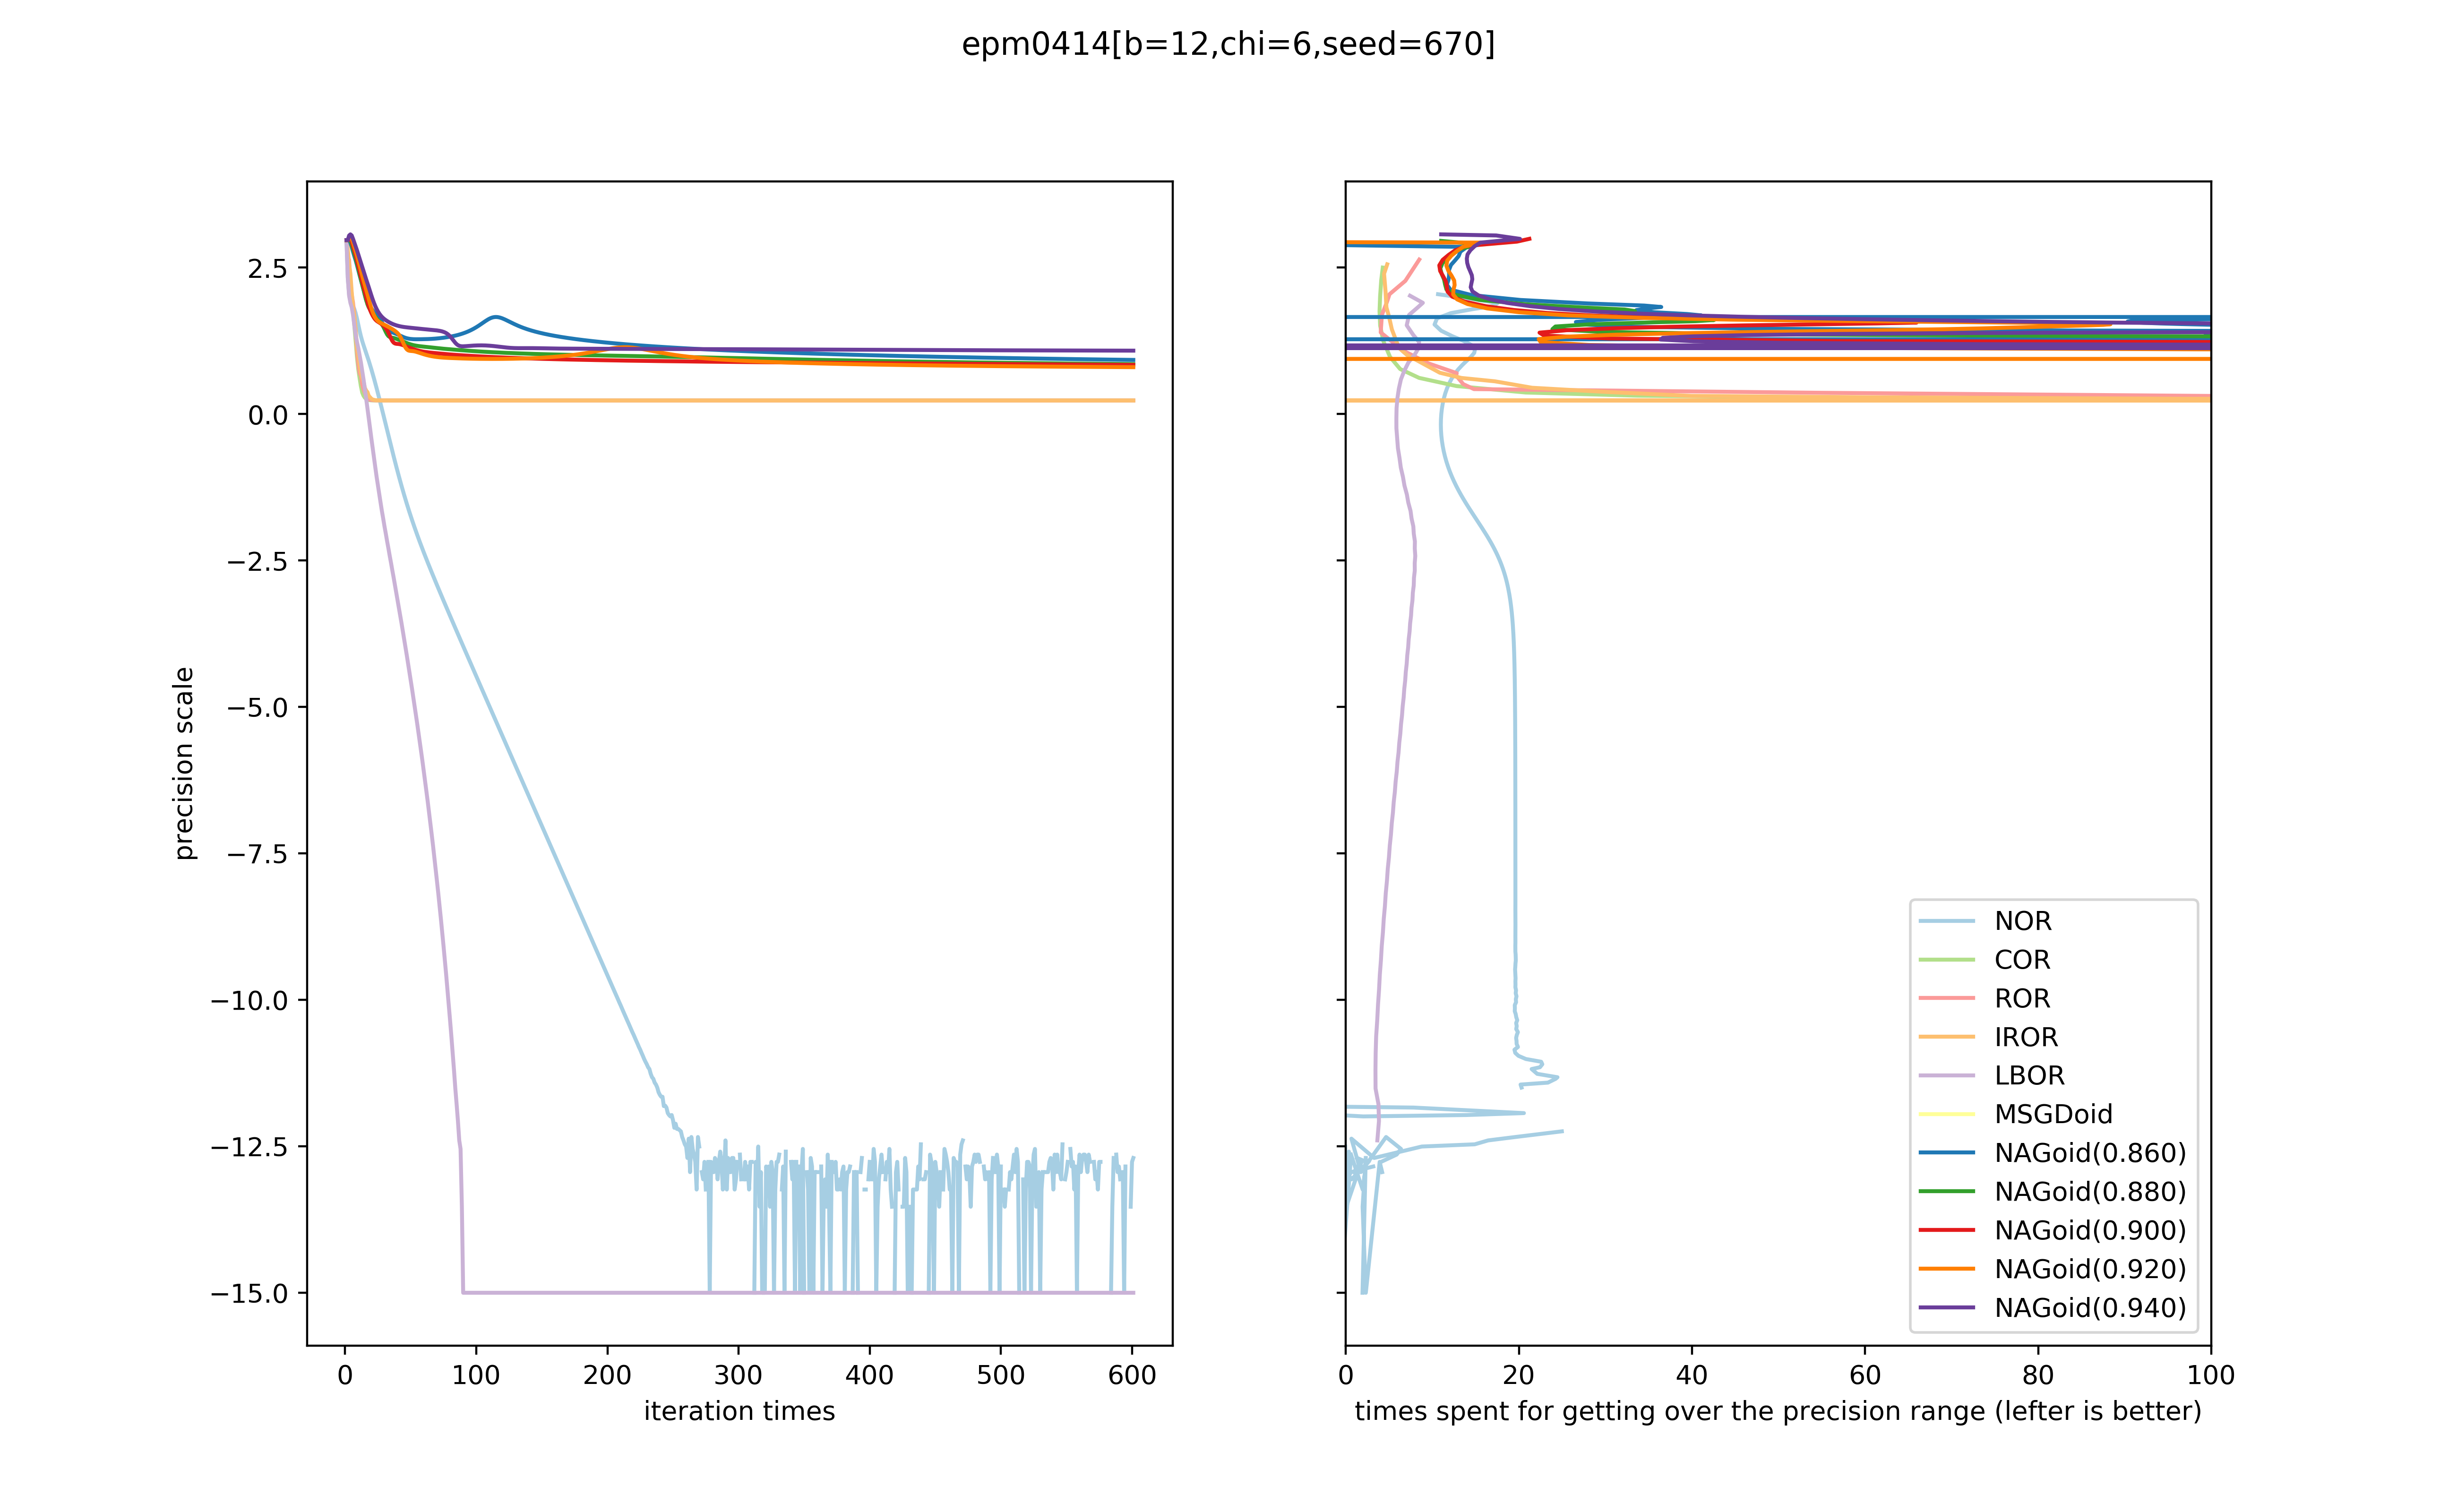 epm0414[b=12,chi=6,seed=670]
precision scale
2.5
0.0
−2.5
−5.0
−7.5
−10.0
−12.5
−15.0
0 100 200 300 400 500 600
iteration times
0 20 40 60 80 100
times spent for getting over the precision range (lefter is better)
NOR
COR
ROR
IROR
LBOR
MSGDoid
NAGoid(0.860)
NAGoid(0.880)
NAGoid(0.900)
NAGoid(0.920)
NAGoid(0.940)